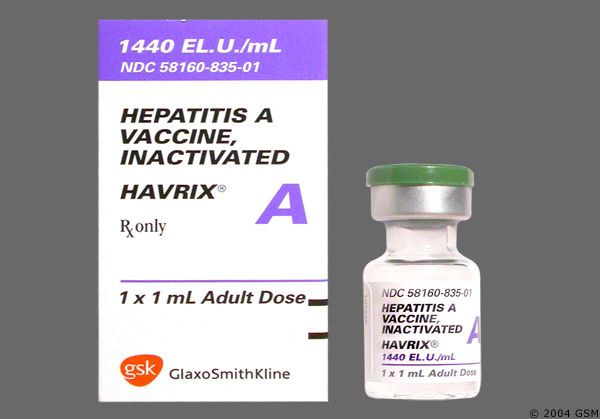 1440 EL.U./mL
NDC 58160-835-01
HEPATITIS A
VACCINE,
INACTIVATED
HAVRIX®
A
Rx only
1 x 1 mL Adult Dose
gsk GlaxoSmithKline
NDC 58160-835-01
HEPATITIS A
VACCINE,
INACTIVATED
A
HAVRIX®
1440 EL.U./mL
1 x 1 mL Adult Dose
© 2004 GSM